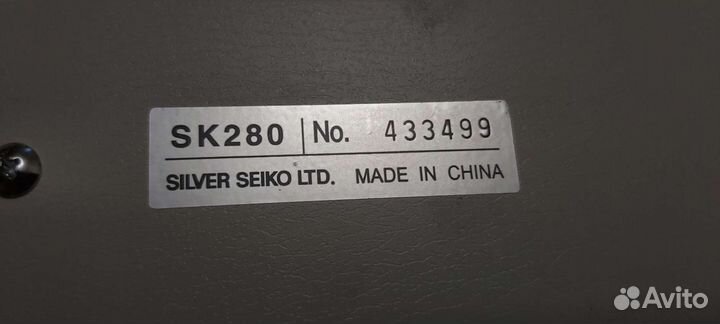 SK280 No. 433499
SILVER SEIKO LTD. MADE IN CHINA
Avito